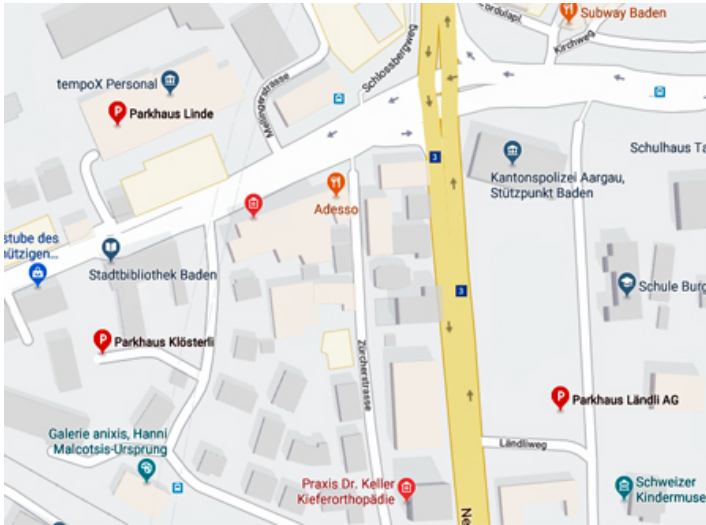 Cordulapl.
Subway Baden
Kirchweg
Schlossbergweg
tempoX Personal
Mellingerstrasse
P Parkhaus Linde
3
Kantonspolizei Aargau,
Stützpunkt Baden
Schulhaus Ta
Adesso
stube des
nützigen...
Stadtbibliothek Baden
3
Schule Burg
P Parkhaus Klösterli
Zürcherstrasse
P Parkhaus Ländli AG
Galerie anixis, Hanni
Malcotsis-Ursprung
Ländliweg
Praxis Dr. Keller
Kieferorthopädie
Schweizer
Kindermuse
Ne